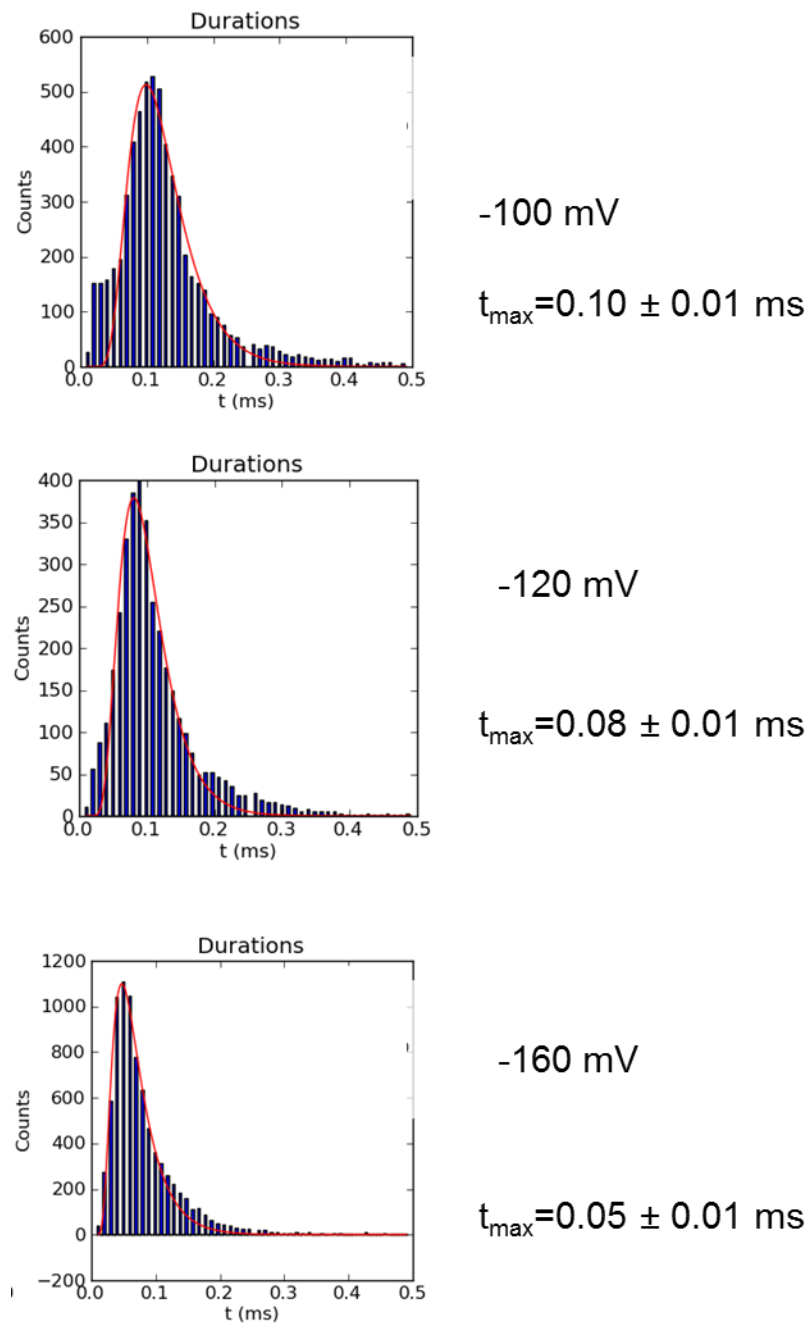 Durations
600
500
400
300
200
100
0
Counts
0.0 0.1 0.2 0.3 0.4 0.5
t (ms)
-100 mV
t_max=0.10 ± 0.01 ms
Durations
400
350
300
250
200
150
100
50
0
Counts
0.0 0.1 0.2 0.3 0.4 0.5
t (ms)
-120 mV
t_max=0.08 ± 0.01 ms
Durations
1200
1000
800
600
400
200
0
−200
Counts
0.0 0.1 0.2 0.3 0.4 0.5
t (ms)
-160 mV
t_max=0.05 ± 0.01 ms